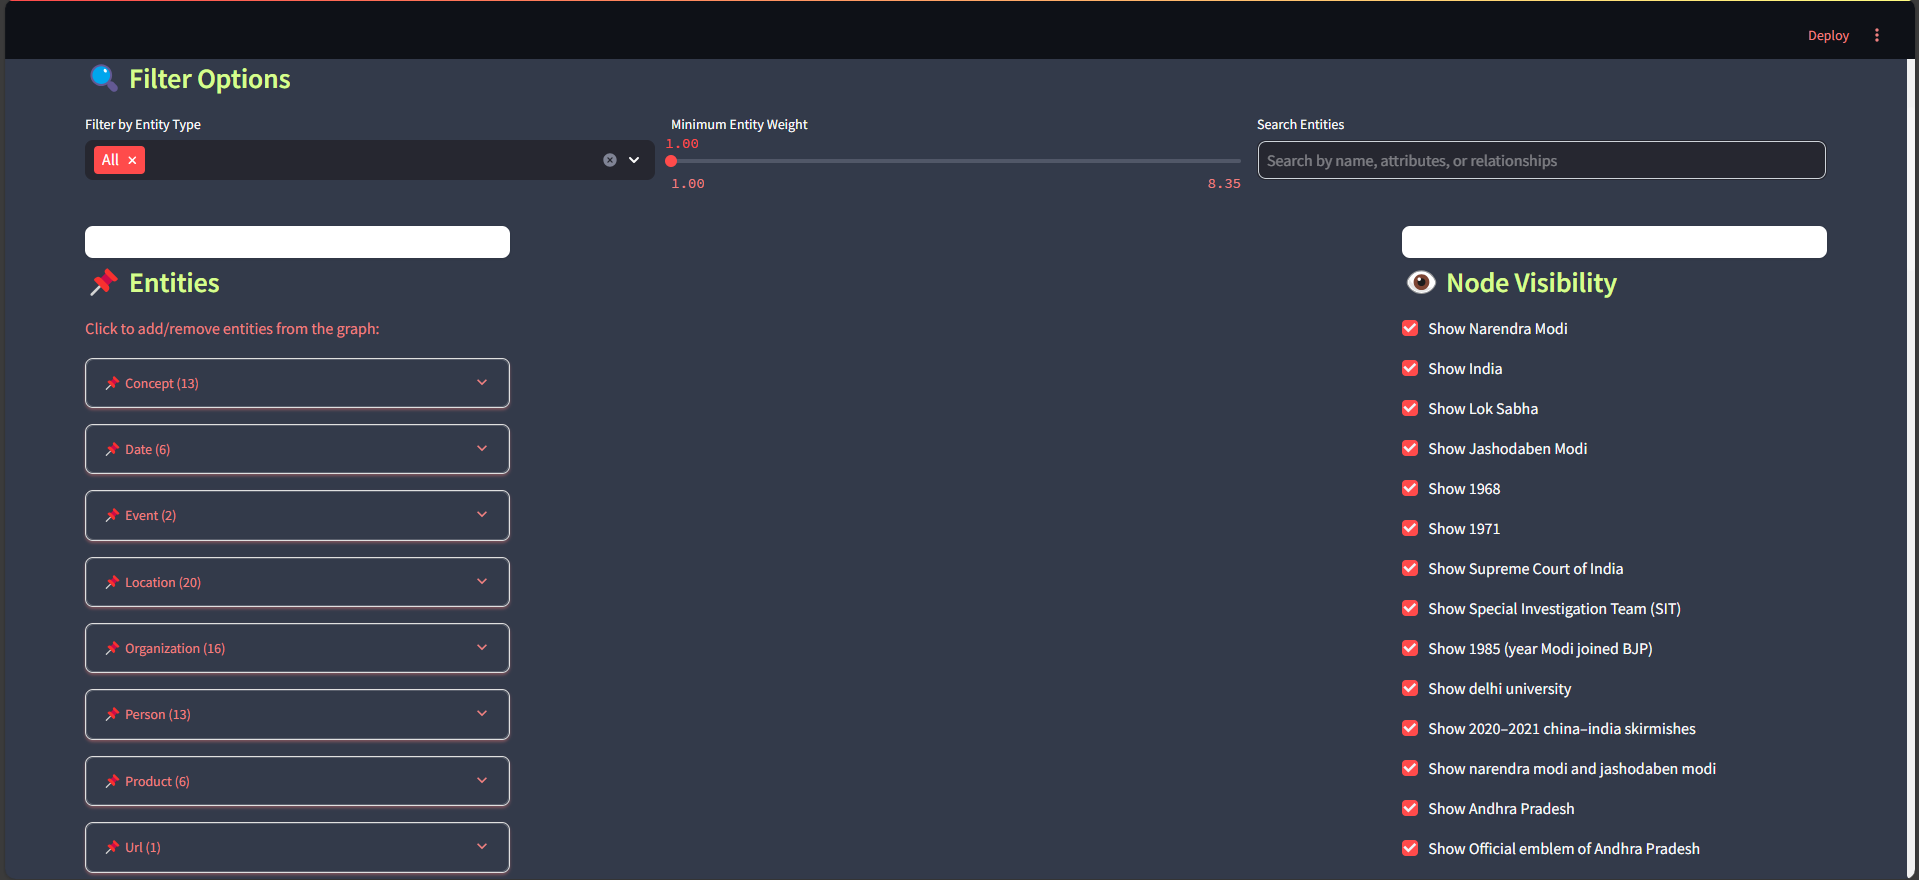 Deploy
Filter Options
Filter by Entity Type
All
Minimum Entity Weight
1.00
1.00
8.35
Search Entities
Search by name, attributes, or relationships
Entities
Click to add/remove entities from the graph:
Concept (13)
Date (6)
Event (2)
Location (20)
Organization (16)
Person (13)
Product (6)
Url (1)
Node Visibility
Show Narendra Modi
Show India
Show Lok Sabha
Show Jashodaben Modi
Show 1968
Show 1971
Show Supreme Court of India
Show Special Investigation Team (SIT)
Show 1985 (year Modi joined BJP)
Show delhi university
Show 2020–2021 china–india skirmishes
Show narendra modi and jashodaben modi
Show Andhra Pradesh
Show Official emblem of Andhra Pradesh